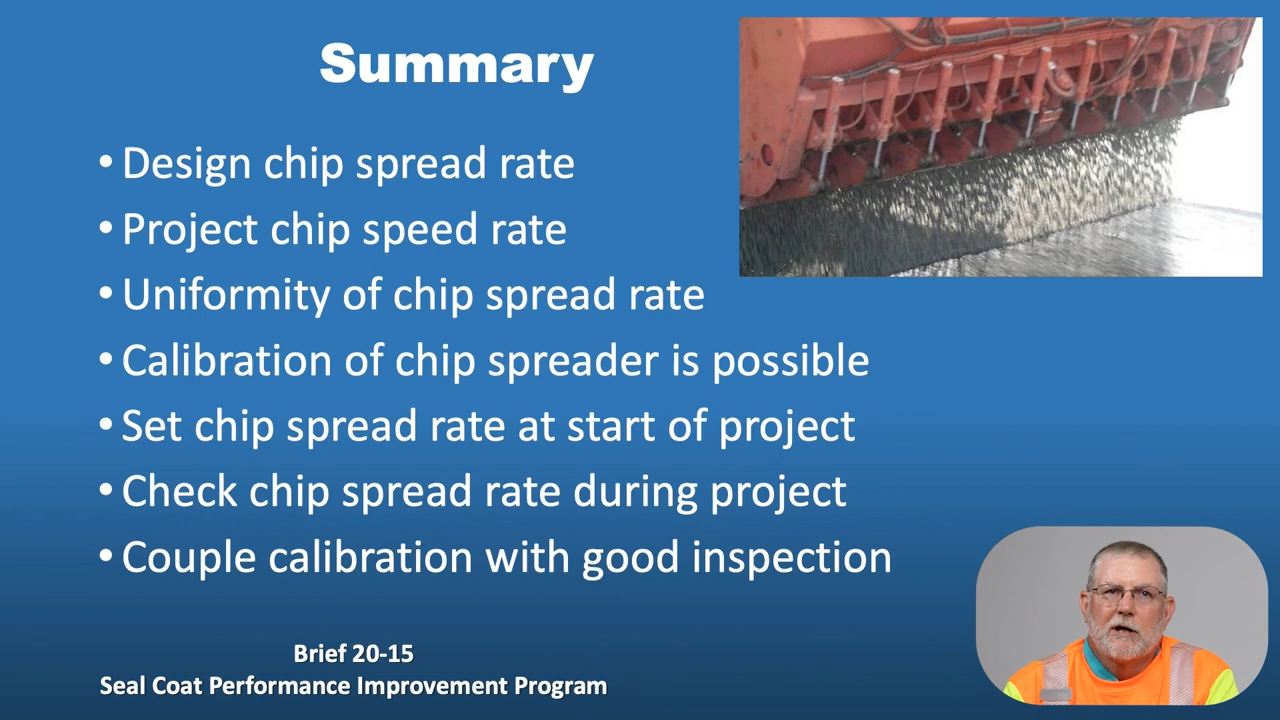 Summary
• Design chip spread rate
• Project chip speed rate
• Uniformity of chip spread rate
• Calibration of chip spreader is possible
• Set chip spread rate at start of project
• Check chip spread rate during project
• Couple calibration with good inspection
Brief 20-15
Seal Coat Performance Improvement Program